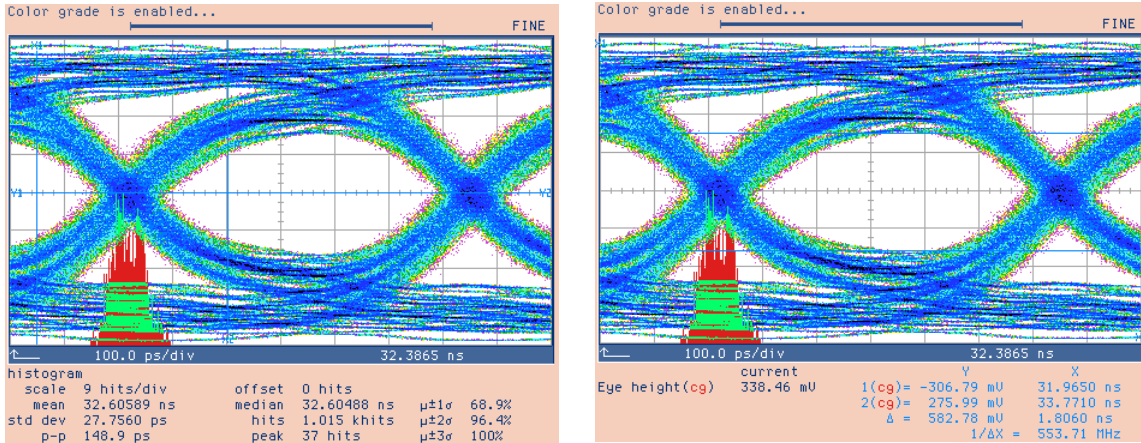 Color grade is enabled...
FINE
X1
Y1
Y2
100.0 ps/div 32.3865 ns
histogram
scale 9 hits/div offset 0 hits
mean 32.60589 ns median 32.60488 ns µ±1σ 68.9%
std dev 27.7560 ps hits 1.015 khits µ±2σ 96.4%
p-p 148.9 ps peak 37 hits µ±3σ 100%
Color grade is enabled...
FINE
100.0 ps/div 32.3865 ns
current Y X
Eye height(cg) 338.46 mV 1(cg)= -306.79 mV 31.9650 ns
2(cg)= 275.99 mV 33.7710 ns
Δ = 582.78 mV 1.8060 ns
1/ΔX = 553.71 MHz